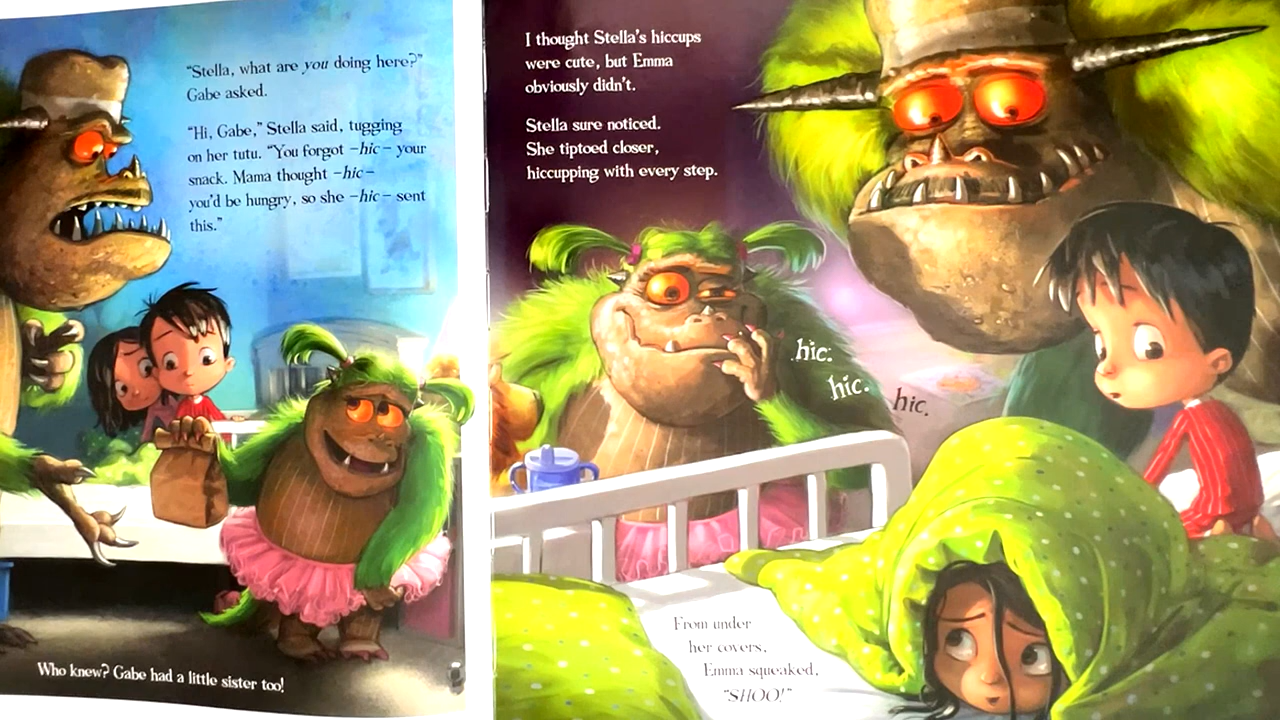 “Stella, what are you doing here?”
Gabe asked.
“Hi, Gabe,” Stella said, tugging
on her tutu. “You forgot –hic– your
snack. Mama thought –hic–
you’d be hungry, so she –hic– sent
this.”
Who knew? Gabe had a little sister too!
I thought Stella’s hiccups
were cute, but Emma
obviously didn’t.
Stella sure noticed.
She tiptoed closer,
hiccupping with every step.
hic.
hic.
hic.
From under
her covers,
Emma squeaked,
“SHOO!”